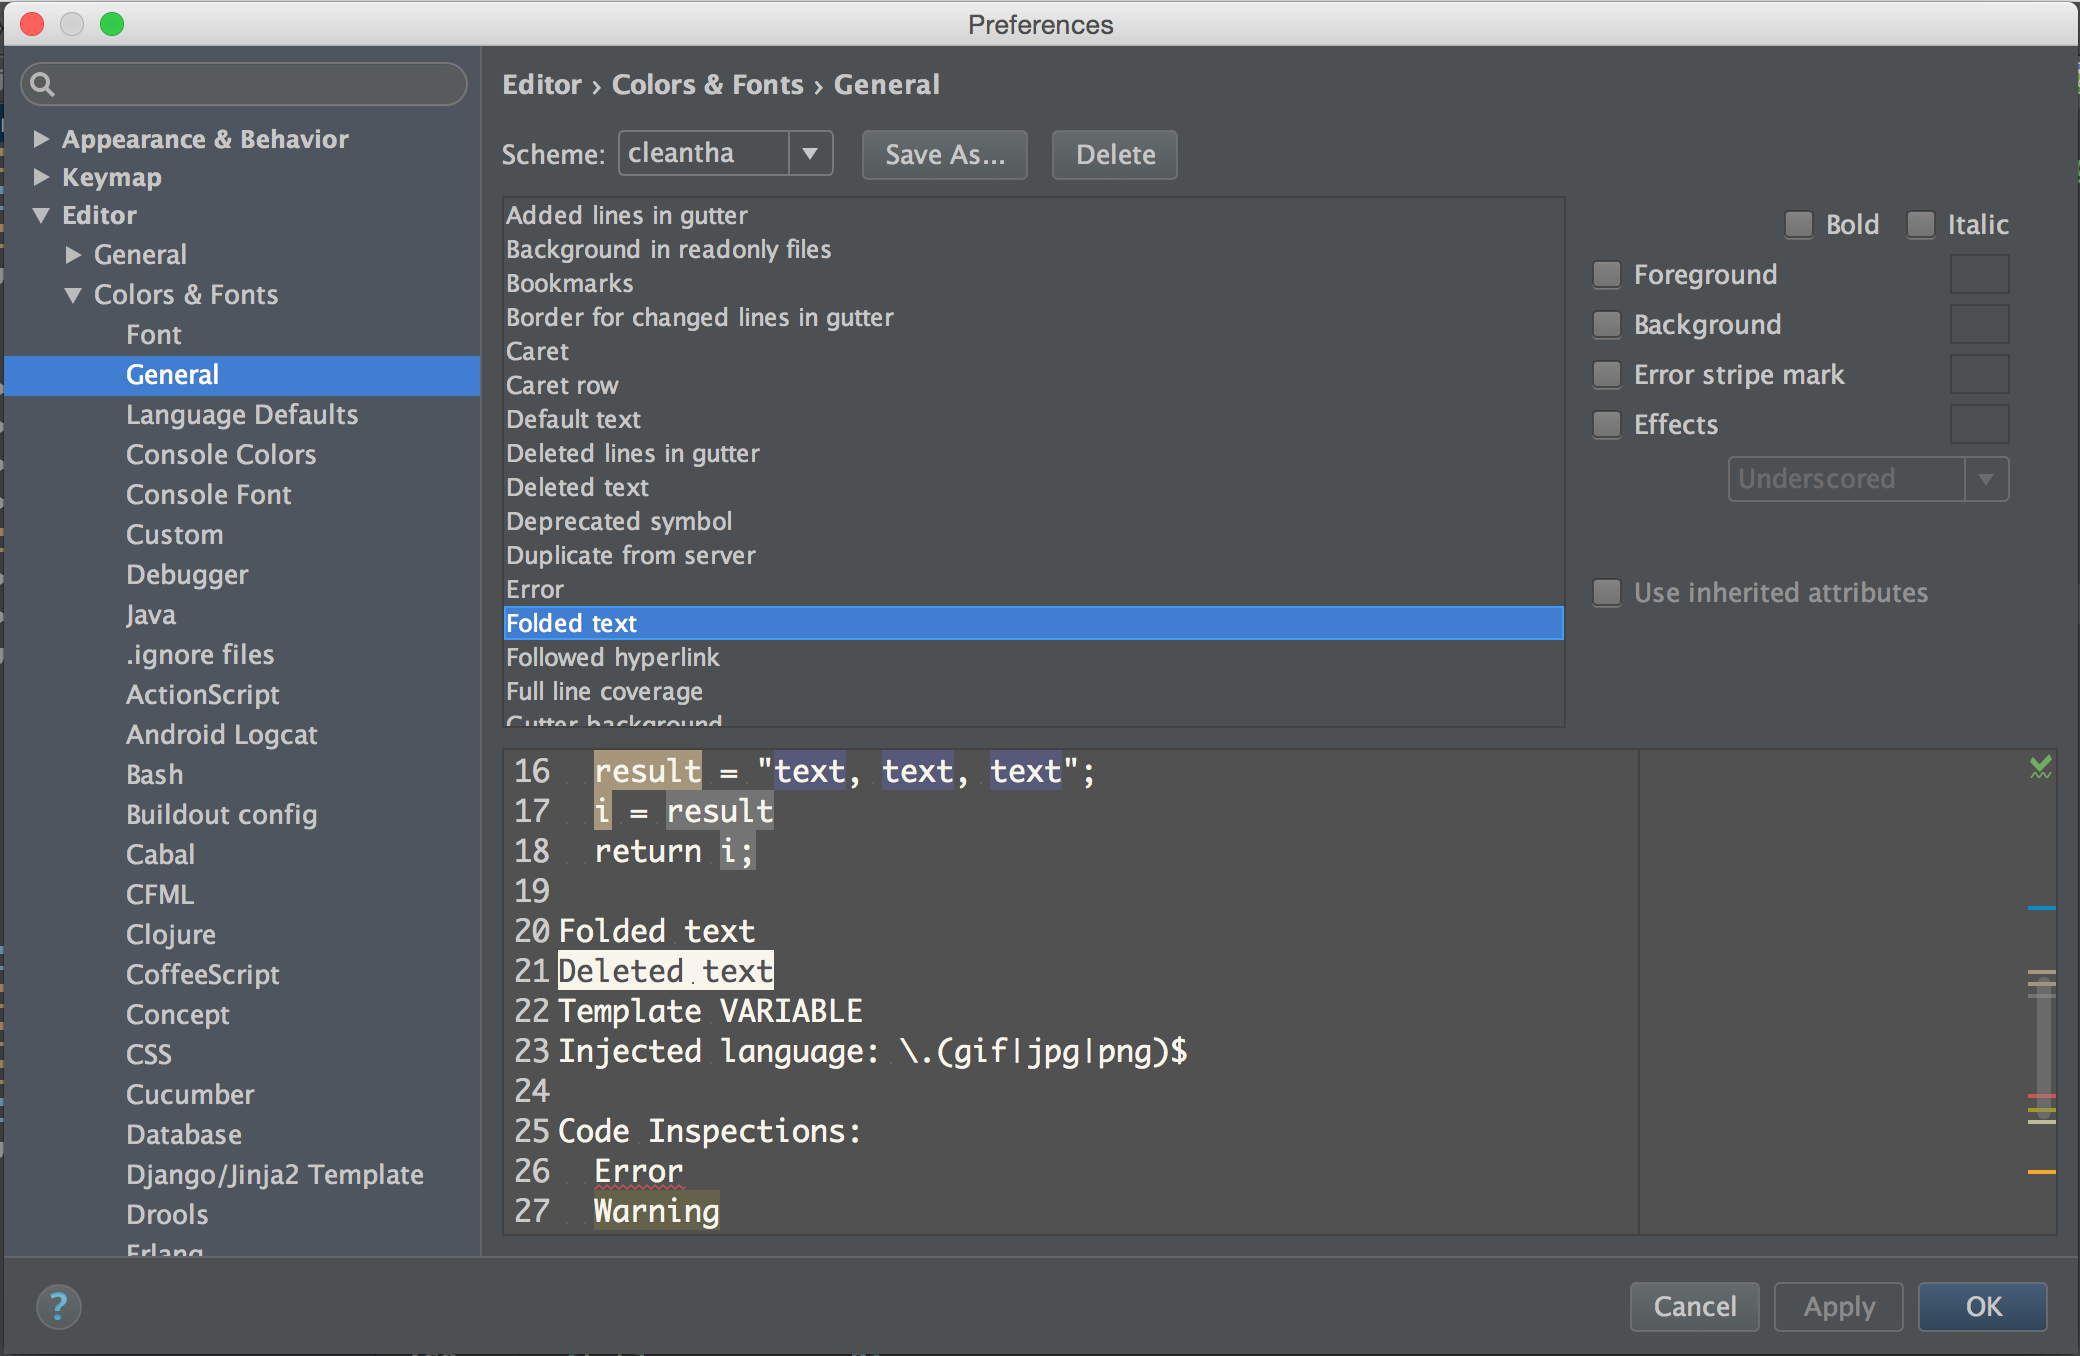 Preferences
Editor › Colors & Fonts › General
Appearance & Behavior
Keymap
Editor
General
Colors & Fonts
Font
General
Language Defaults
Console Colors
Console Font
Custom
Debugger
Java
.ignore files
ActionScript
Android Logcat
Bash
Buildout config
Cabal
CFML
Clojure
CoffeeScript
Concept
CSS
Cucumber
Database
Django/Jinja2 Template
Drools
Erlang
Scheme: cleantha Save As... Delete
Added lines in gutter
Background in readonly files
Bookmarks
Border for changed lines in gutter
Caret
Caret row
Default text
Deleted lines in gutter
Deleted text
Deprecated symbol
Duplicate from server
Error
Folded text
Followed hyperlink
Full line coverage
Gutter background
Bold Italic
Foreground
Background
Error stripe mark
Effects
Underscored
Use inherited attributes
16 result = "text, text, text";
17 i = result
18 return i;
19
20 Folded text
21 Deleted text
22 Template VARIABLE
23 Injected language: \.(gif|jpg|png)$
24
25 Code Inspections:
26 Error
27 Warning
? Cancel Apply OK